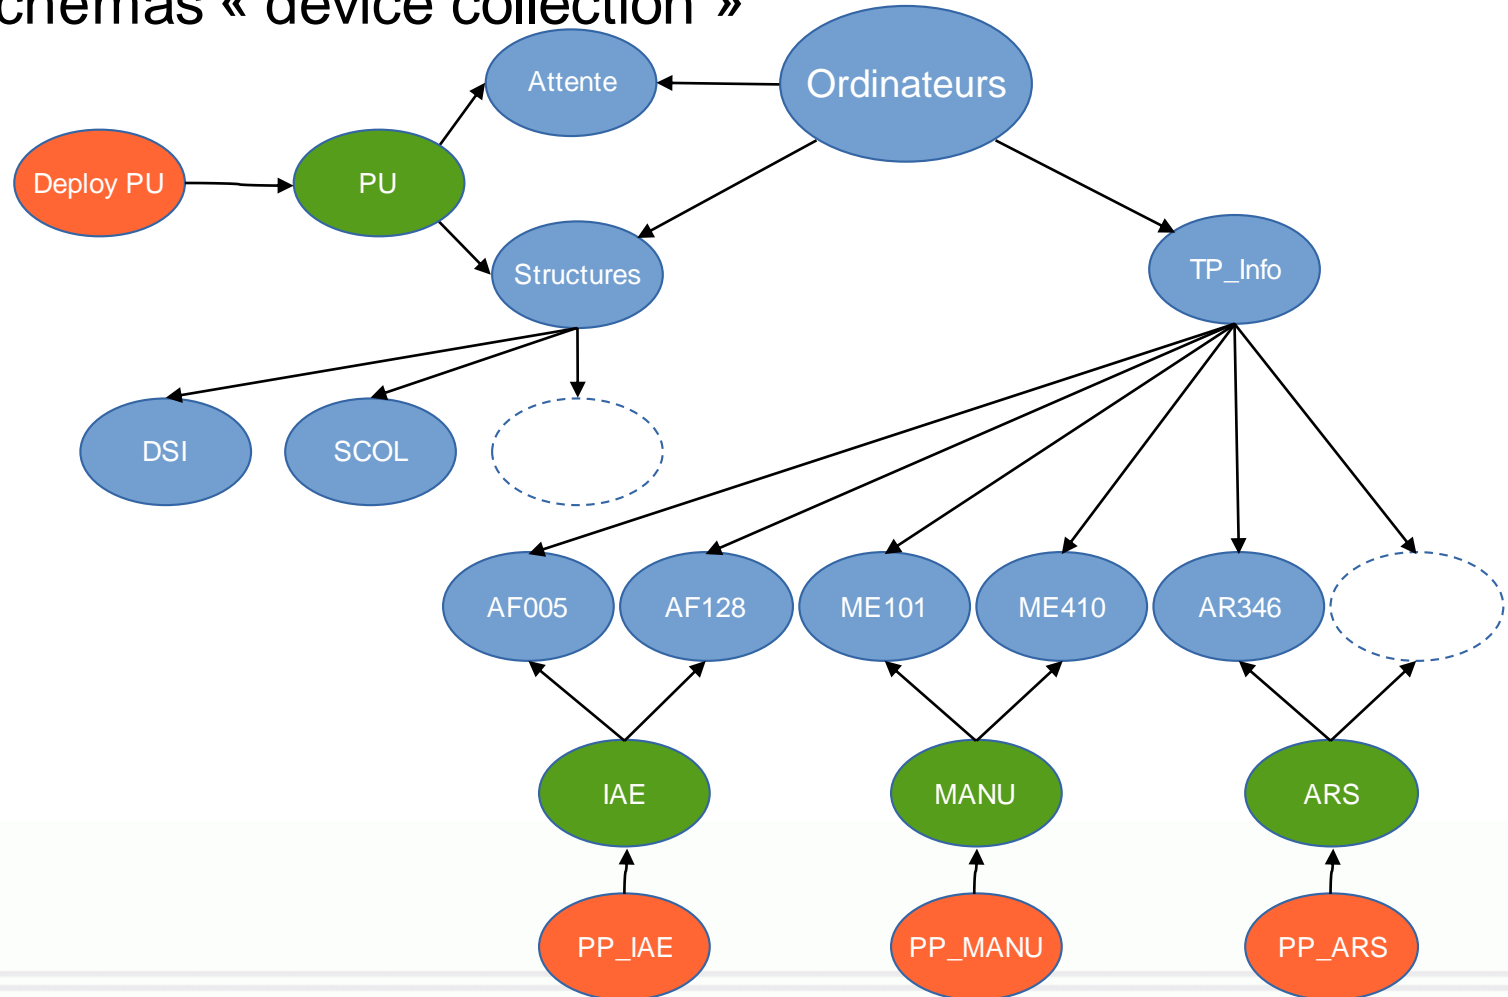 chémas « device collection »
Attente
Ordinateurs
Deploy PU
PU
Structures
TP_Info
DSI
SCOL
AF005
AF128
ME101
ME410
AR346
IAE
MANU
ARS
PP_IAE
PP_MANU
PP_ARS